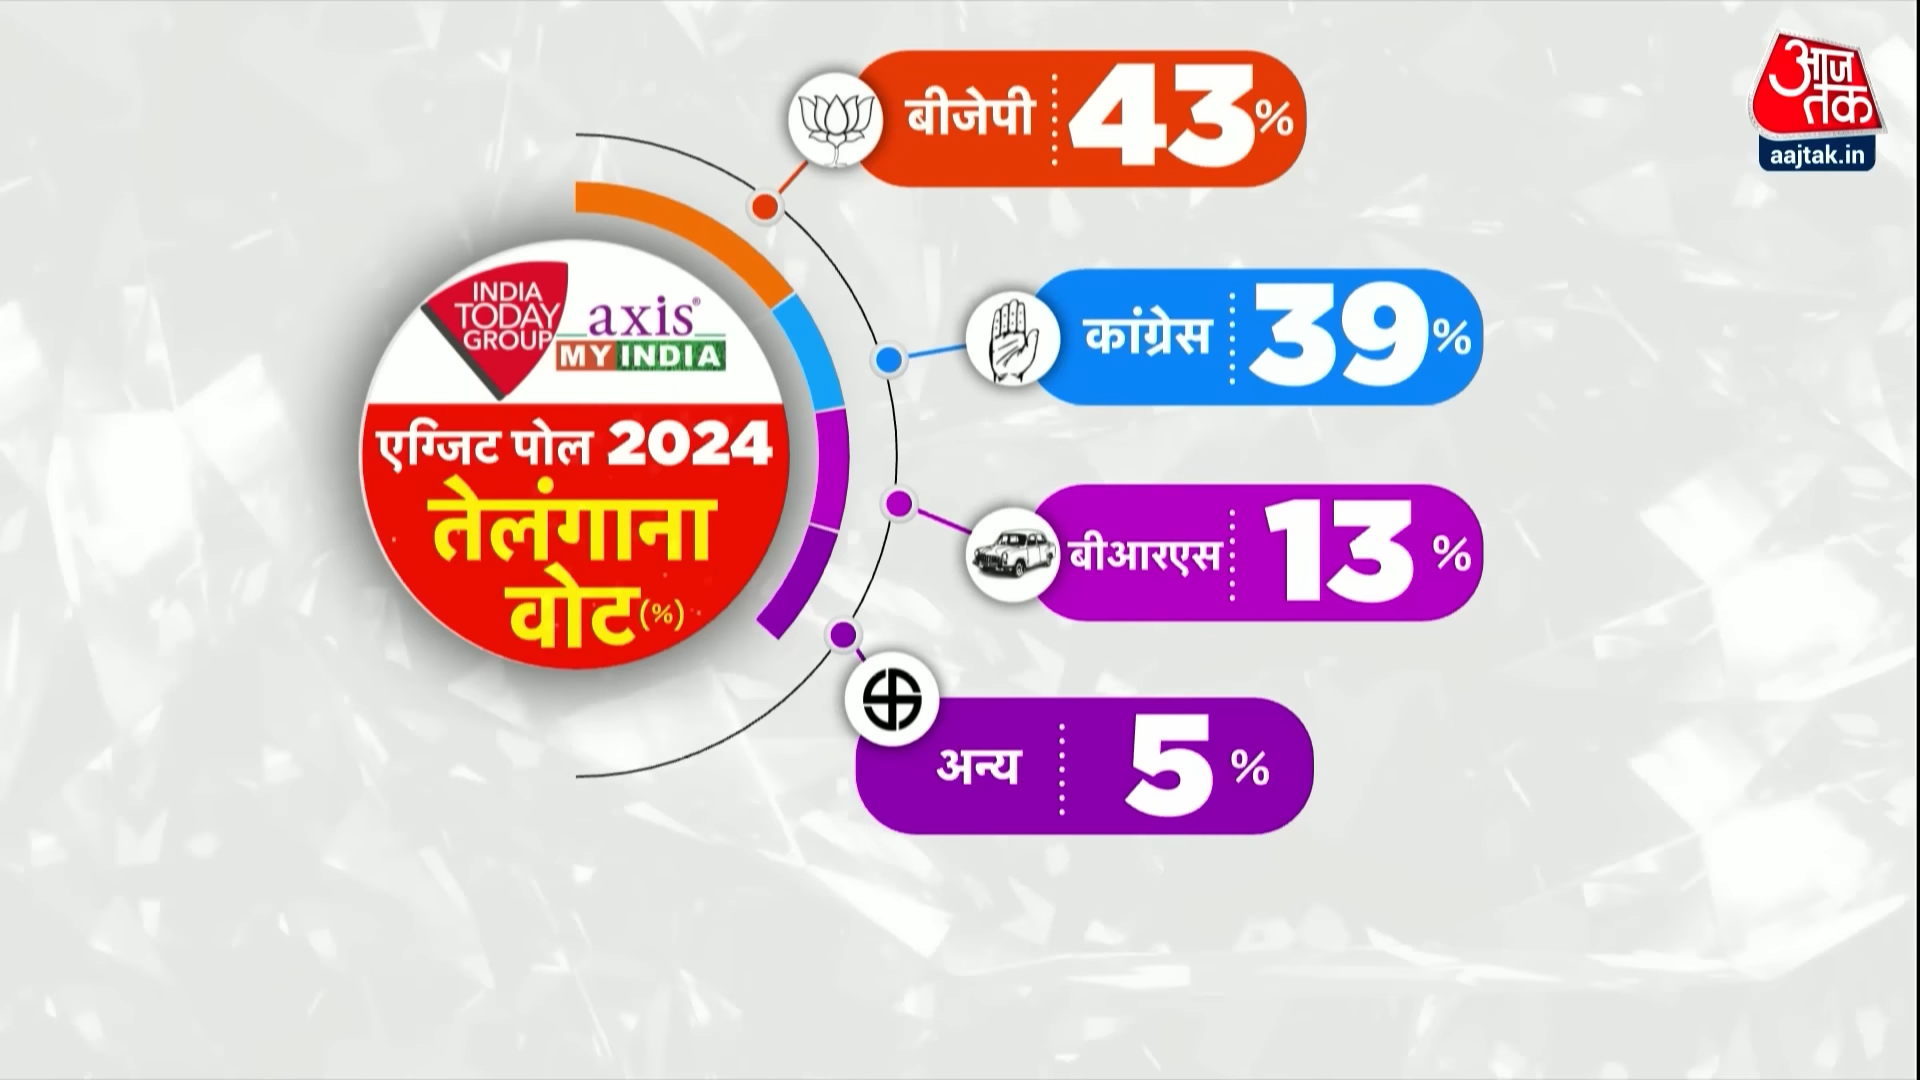 बीजेपी 43%
आज
तक
aajtak.in
INDIA
TODAY
GROUP
axis®
MY INDIA
कांग्रेस 39%
एग्जिट पोल 2024
तेलंगाना
वोट(%)
बीआरएस 13%
अन्य 5%